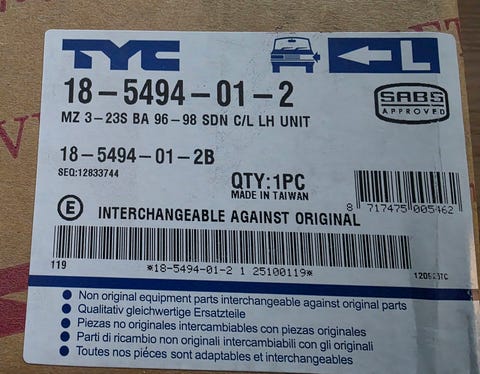 TYC
L
18-5494-01-2
MZ 3-23S BA 96-98 SDN C/L LH UNIT
SABS
APPROVED
18-5494-01-2B
SEQ:12833744
QTY:1PC
MADE IN TAIWAN
8 717475 005462
E INTERCHANGEABLE AGAINST ORIGINAL
119
*18-5494-01-2 1 25100119*
• Non original equipment parts interchangeable against original parts
• Qualitativ gleichwertige Ersatzteile
• Piezas no originales intercambiables con piezas originales
• Parti di ricambio non originali intercambiabili con gli originali
• Toutes nos piéces sont adaptables et interchangeables